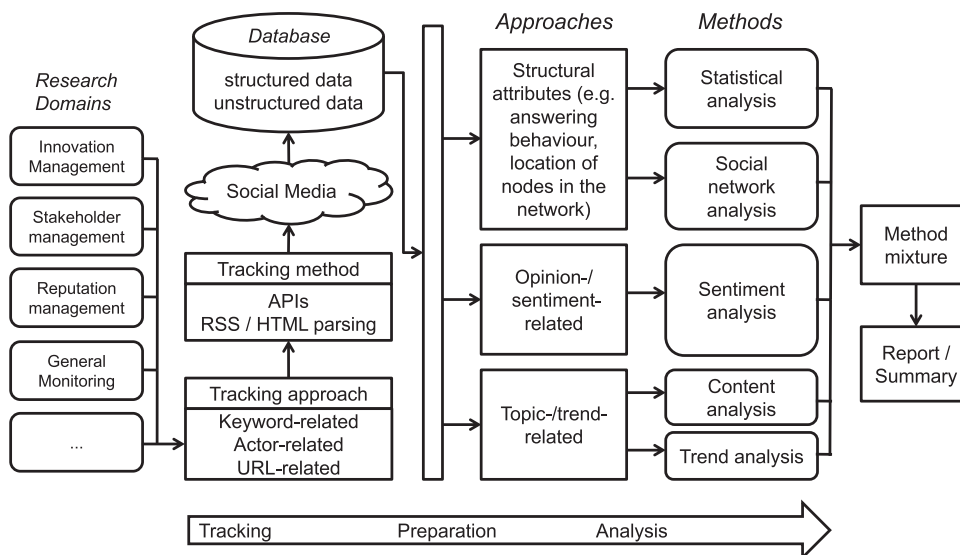 Research
Domains
Innovation
Management
Stakeholder
management
Reputation
management
General
Monitoring
...
Database
structured data
unstructured data
Social Media
Tracking method
APIs
RSS / HTML parsing
Tracking approach
Keyword-related
Actor-related
URL-related
Approaches
Structural
attributes (e.g.
answering
behaviour,
location of
nodes in the
network)
Opinion-/
sentiment-
related
Topic-/trend-
related
Methods
Statistical
analysis
Social
network
analysis
Sentiment
analysis
Content
analysis
Trend analysis
Method
mixture
Report /
Summary
Tracking Preparation Analysis